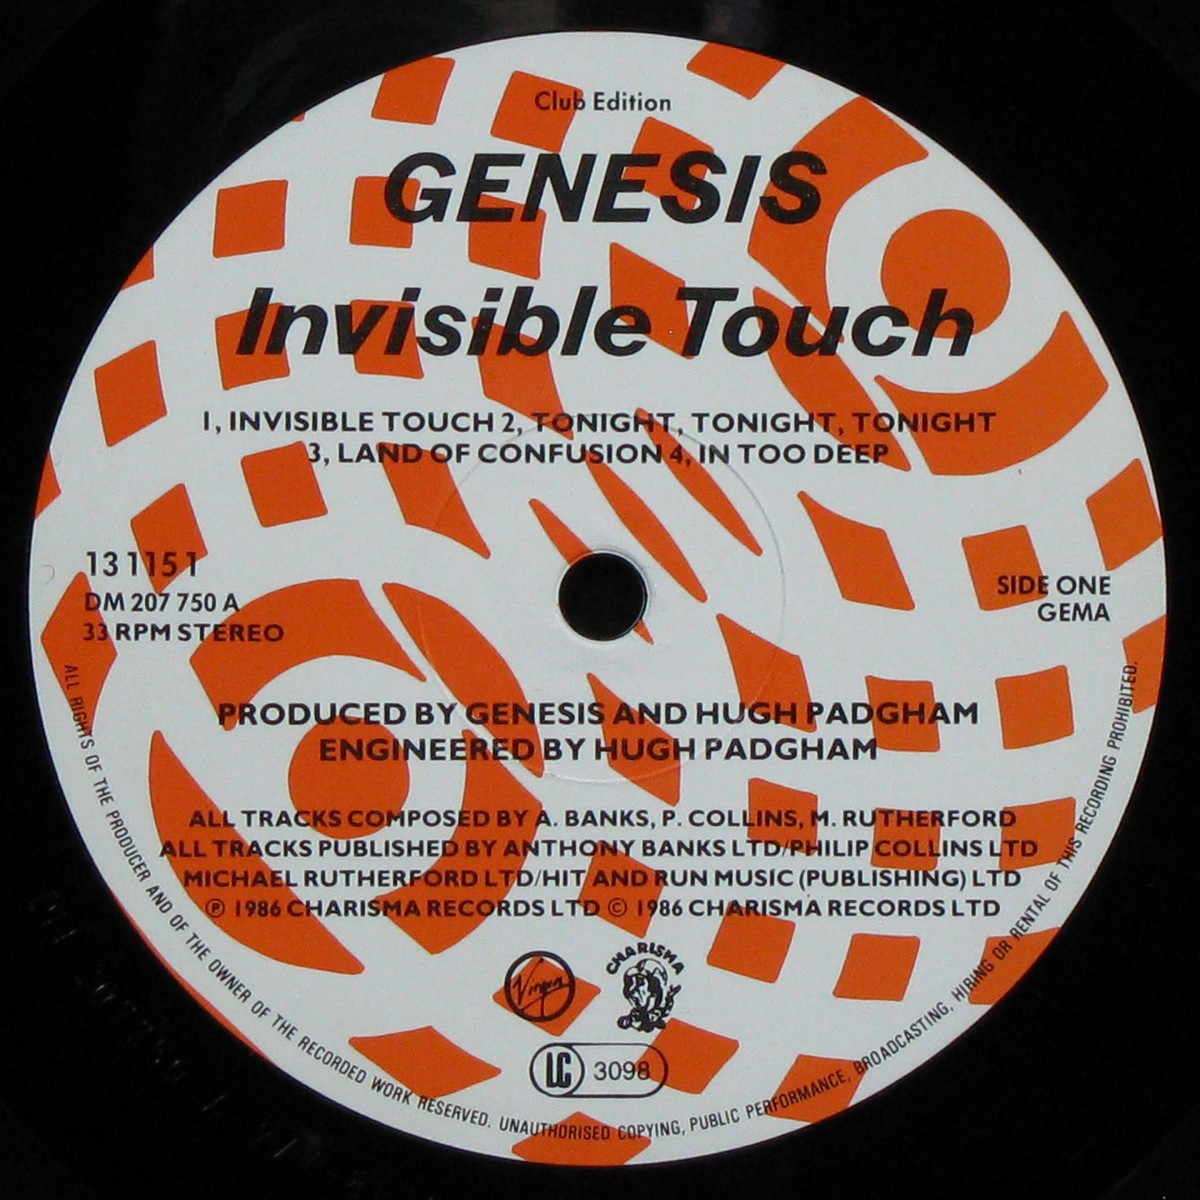 Club Edition
GENESIS
Invisible Touch
1, INVISIBLE TOUCH 2, TONIGHT, TONIGHT, TONIGHT
3, LAND OF CONFUSION 4, IN TOO DEEP
13 115 1
DM 207 750 A
33 RPM STEREO
SIDE ONE
GEMA
PRODUCED BY GENESIS AND HUGH PADGHAM
ENGINEERED BY HUGH PADGHAM
ALL TRACKS COMPOSED BY A. BANKS, P. COLLINS, M. RUTHERFORD
ALL TRACKS PUBLISHED BY ANTHONY BANKS LTD/PHILIP COLLINS LTD
MICHAEL RUTHERFORD LTD/HIT AND RUN MUSIC (PUBLISHING) LTD
℗ 1986 CHARISMA RECORDS LTD © 1986 CHARISMA RECORDS LTD
Virgin
CHARISMA
LC 3098
ALL RIGHTS OF THE PRODUCER AND OF THE OWNER OF THE RECORDED WORK RESERVED. UNAUTHORISED COPYING, PUBLIC PERFORMANCE, BROADCASTING, HIRING OR RENTAL OF THIS RECORDING PROHIBITED.